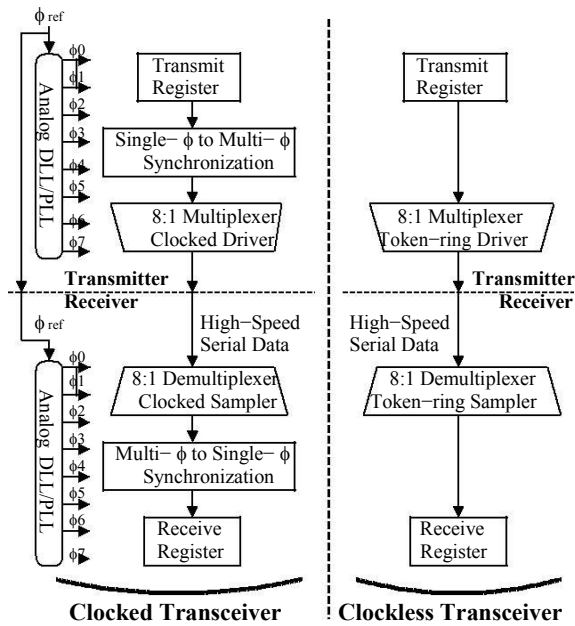 ϕ ref
Analog DLL/PLL
ϕ0
ϕ1
ϕ2
ϕ3
ϕ4
ϕ5
ϕ6
ϕ7
Transmit
Register
Single− ϕ to Multi− ϕ
Synchronization
8:1 Multiplexer
Clocked Driver
Transmitter
Receiver
ϕ ref
Analog DLL/PLL
ϕ0
ϕ1
ϕ2
ϕ3
ϕ4
ϕ5
ϕ6
ϕ7
High−Speed
Serial Data
8:1 Demultiplexer
Clocked Sampler
Multi− ϕ to Single− ϕ
Synchronization
Receive
Register
Clocked Transceiver
Transmit
Register
8:1 Multiplexer
Token−ring Driver
Transmitter
Receiver
High−Speed
Serial Data
8:1 Demultiplexer
Token−ring Sampler
Receive
Register
Clockless Transceiver